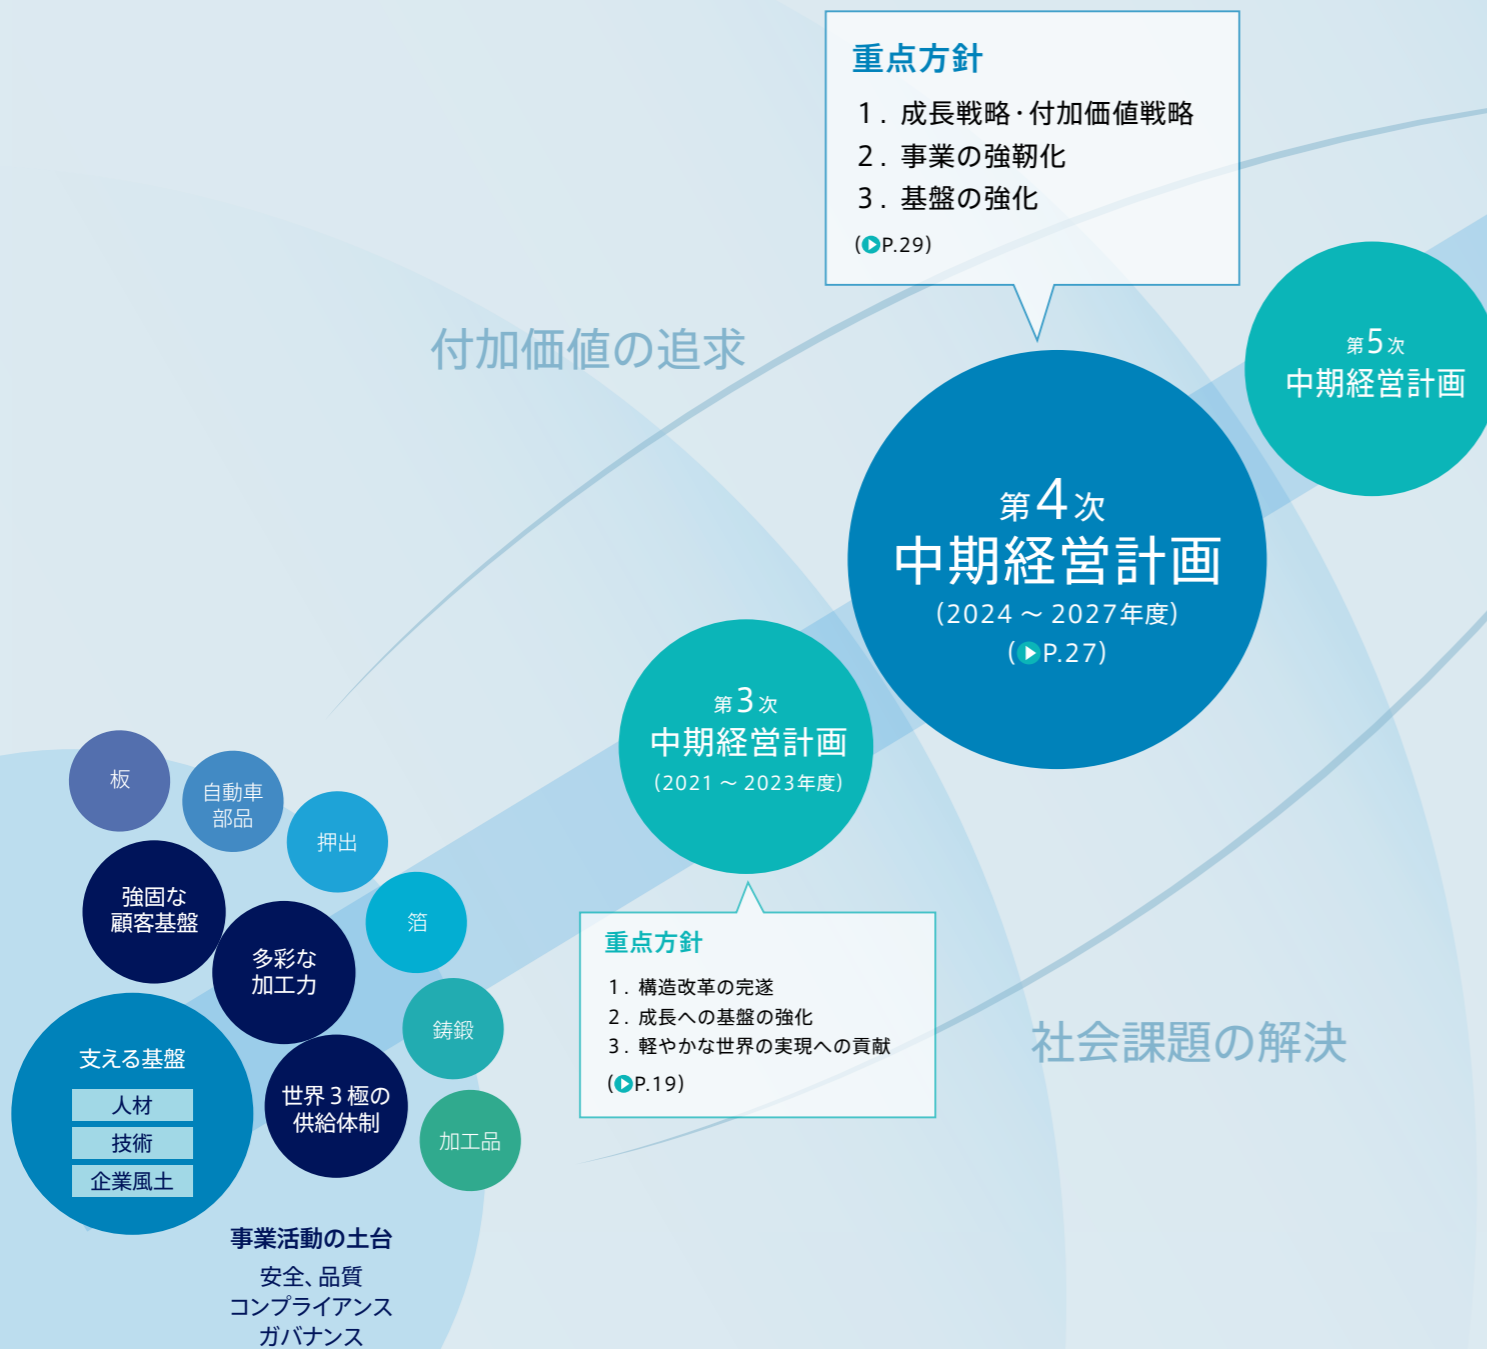 重点方針
1. 成長戦略・付加価値戦略
2. 事業の強靭化
3. 基盤の強化
(P.29)
付加価値の追求
第5次
中期経営計画
第4次
中期経営計画
(2024 ～ 2027年度)
(P.27)
第3次
中期経営計画
(2021 ～ 2023年度)
重点方針
1. 構造改革の完遂
2. 成長への基盤の強化
3. 軽やかな世界の実現への貢献
(P.19)
社会課題の解決
板
自動車
部品
押出
箔
鋳鍛
加工品
強固な
顧客基盤
多彩な
加工力
世界3極の
供給体制
支える基盤
人材
技術
企業風土
事業活動の土台
安全、品質
コンプライアンス
ガバナンス